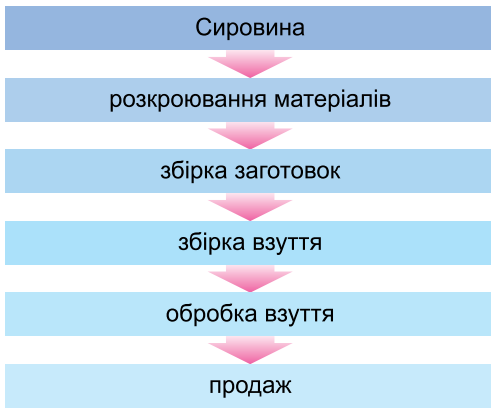 Сировина
розкроювання матеріалів
збірка заготовок
збірка взуття
обробка взуття
продаж